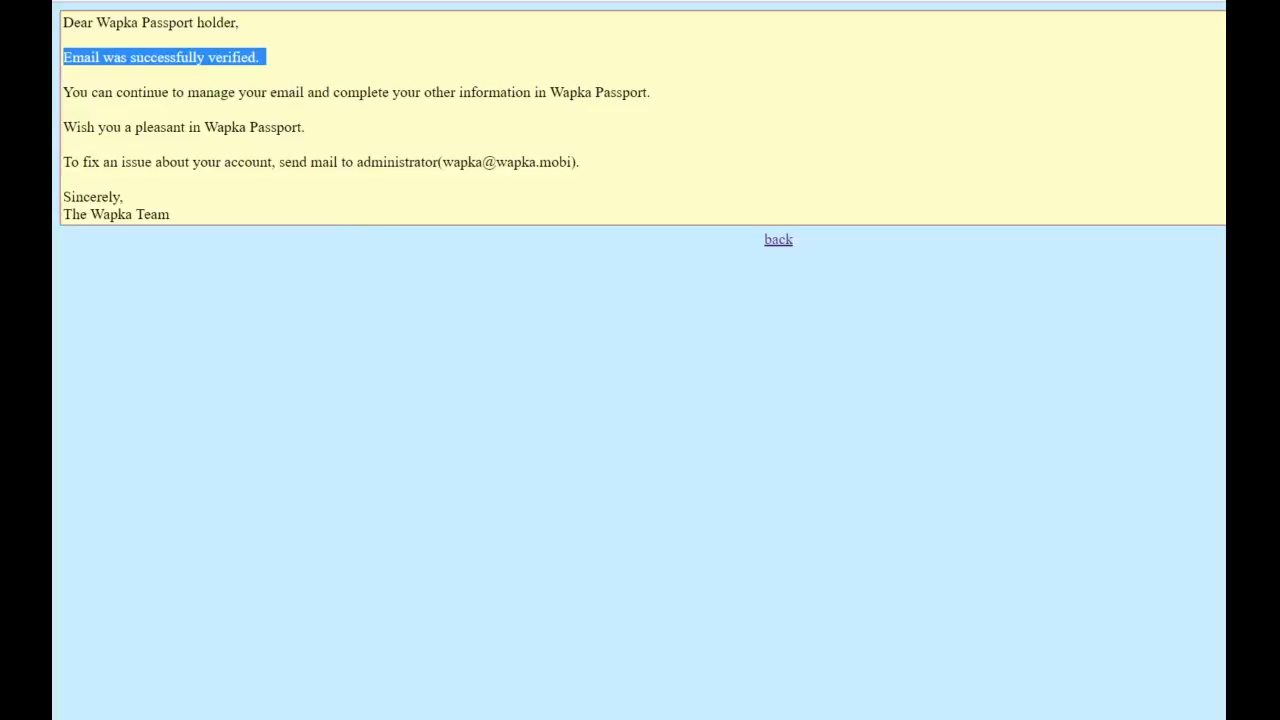 Dear Wapka Passport holder,
Email was successfully verified.
You can continue to manage your email and complete your other information in Wapka Passport.
Wish you a pleasant in Wapka Passport.
To fix an issue about your account, send mail to administrator(wapka@wapka.mobi).
Sincerely,
The Wapka Team
back